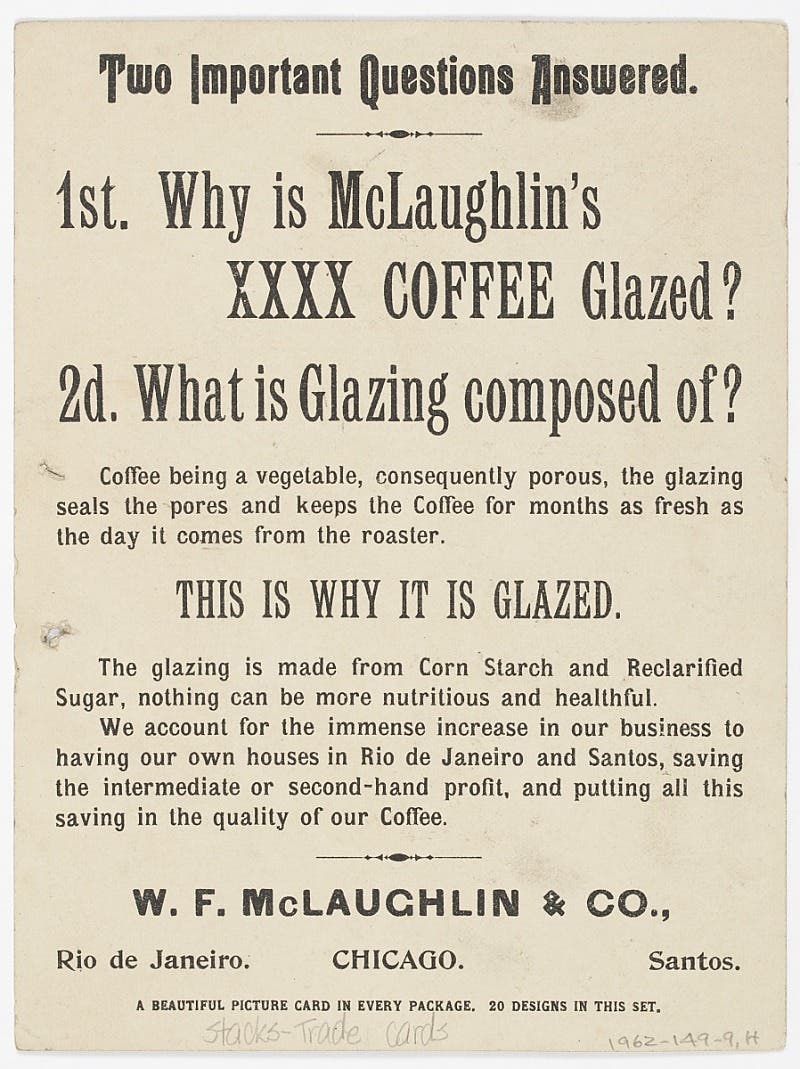 Two Important Questions Answered.
1st. Why is McLaughlin's
XXXX COFFEE Glazed?
2d. What is Glazing composed of?
Coffee being a vegetable, consequently porous, the glazing
seals the pores and keeps the Coffee for months as fresh as
the day it comes from the roaster.
THIS IS WHY IT IS GLAZED.
The glazing is made from Corn Starch and Reclarified
Sugar, nothing can be more nutritious and healthful.
We account for the immense increase in our business to
having our own houses in Rio de Janeiro and Santos, saving
the intermediate or second-hand profit, and putting all this
saving in the quality of our Coffee.
W. F. McLAUGHLIN & CO.,
Rio de Janeiro. CHICAGO. Santos.
A BEAUTIFUL PICTURE CARD IN EVERY PACKAGE. 20 DESIGNS IN THIS SET.
Stacks-Trade cards
1962-149-9,H